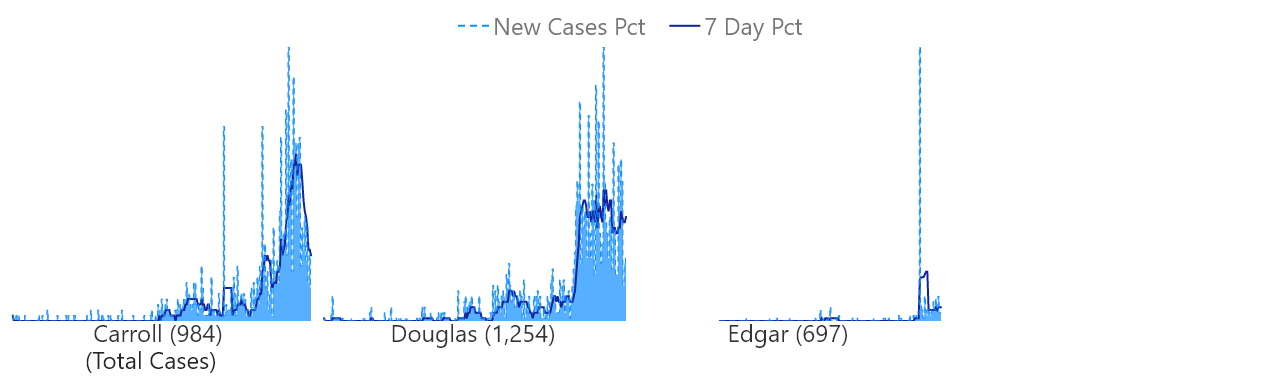 New Cases Pct 7 Day Pct
Carroll (984) Douglas (1,254) Edgar (697)
(Total Cases)